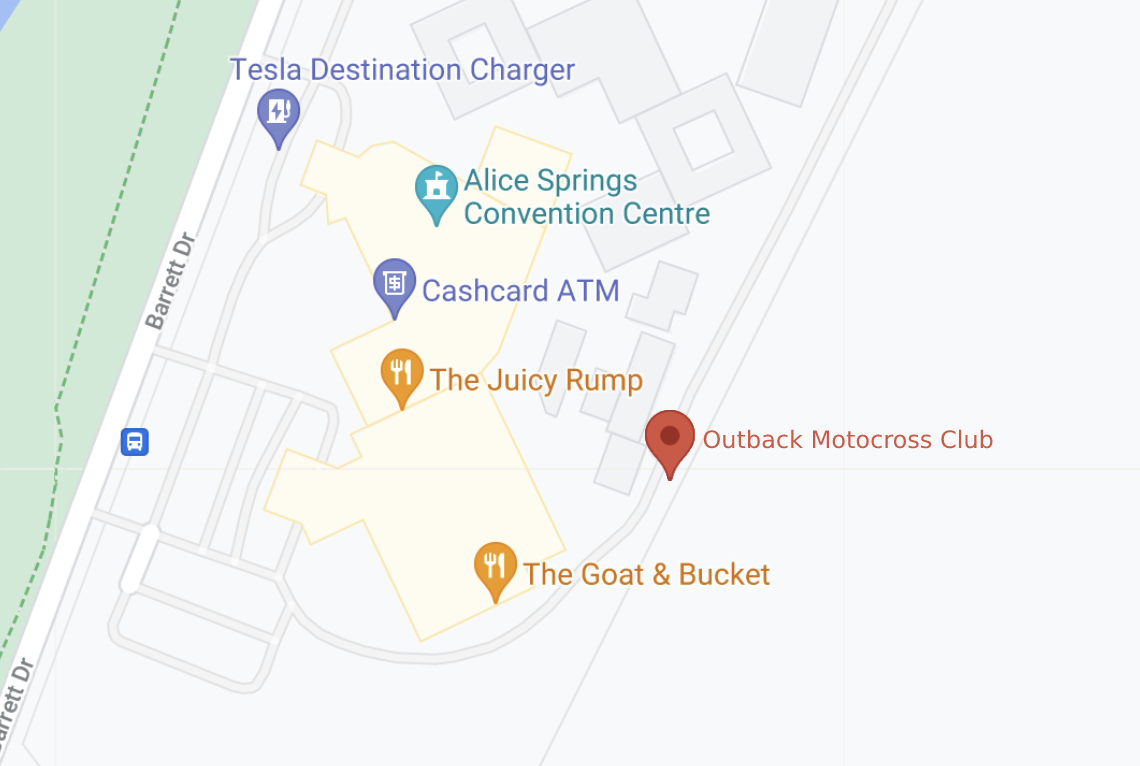 Tesla Destination Charger
Alice Springs
Convention Centre
Barrett Dr
Cashcard ATM
The Juicy Rump
Outback Motocross Club
The Goat & Bucket
Barrett Dr